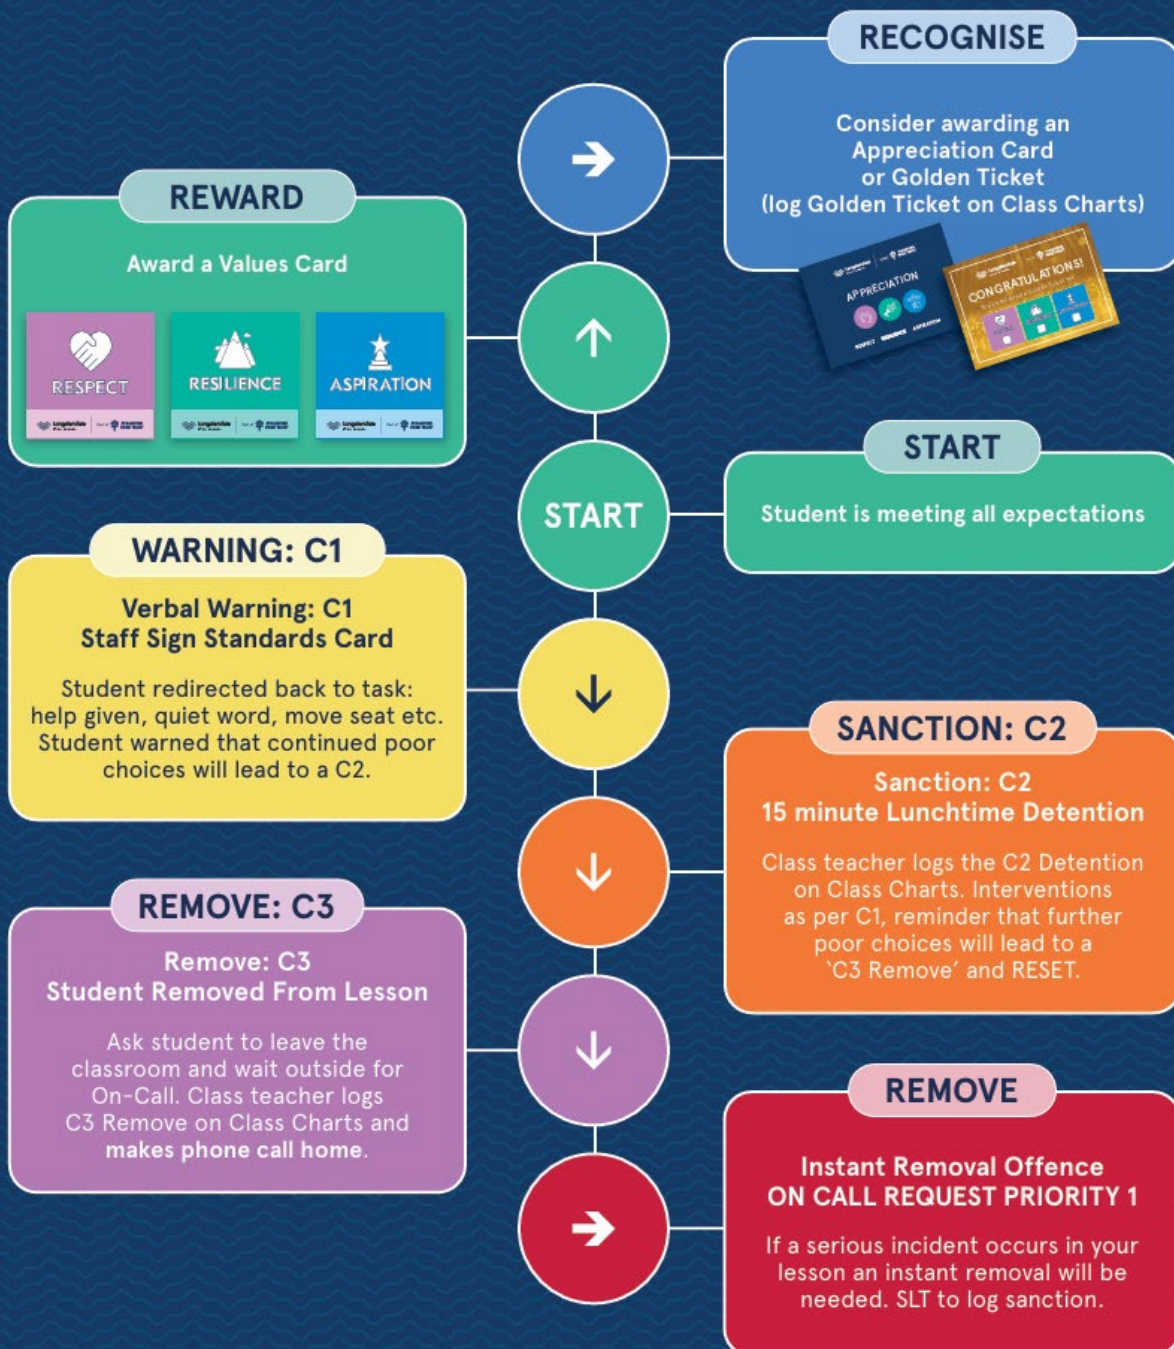 RECOGNISE
Consider awarding an
Appreciation Card
or Golden Ticket
(log Golden Ticket on Class Charts)
APPRECIATION
RESPECT RESILIENCE ASPIRATION
CONGRATULATIONS!
REWARD
Award a Values Card
RESPECT
RESILIENCE
ASPIRATION
Longdendale
Longdendale
Longdendale
START
START
Student is meeting all expectations
WARNING: C1
Verbal Warning: C1
Staff Sign Standards Card
Student redirected back to task:
help given, quiet word, move seat etc.
Student warned that continued poor
choices will lead to a C2.
SANCTION: C2
Sanction: C2
15 minute Lunchtime Detention
Class teacher logs the C2 Detention
on Class Charts. Interventions
as per C1, reminder that further
poor choices will lead to a
‘C3 Remove’ and RESET.
REMOVE: C3
Remove: C3
Student Removed From Lesson
Ask student to leave the
classroom and wait outside for
On-Call. Class teacher logs
C3 Remove on Class Charts and
makes phone call home.
REMOVE
Instant Removal Offence
ON CALL REQUEST PRIORITY 1
If a serious incident occurs in your
lesson an instant removal will be
needed. SLT to log sanction.